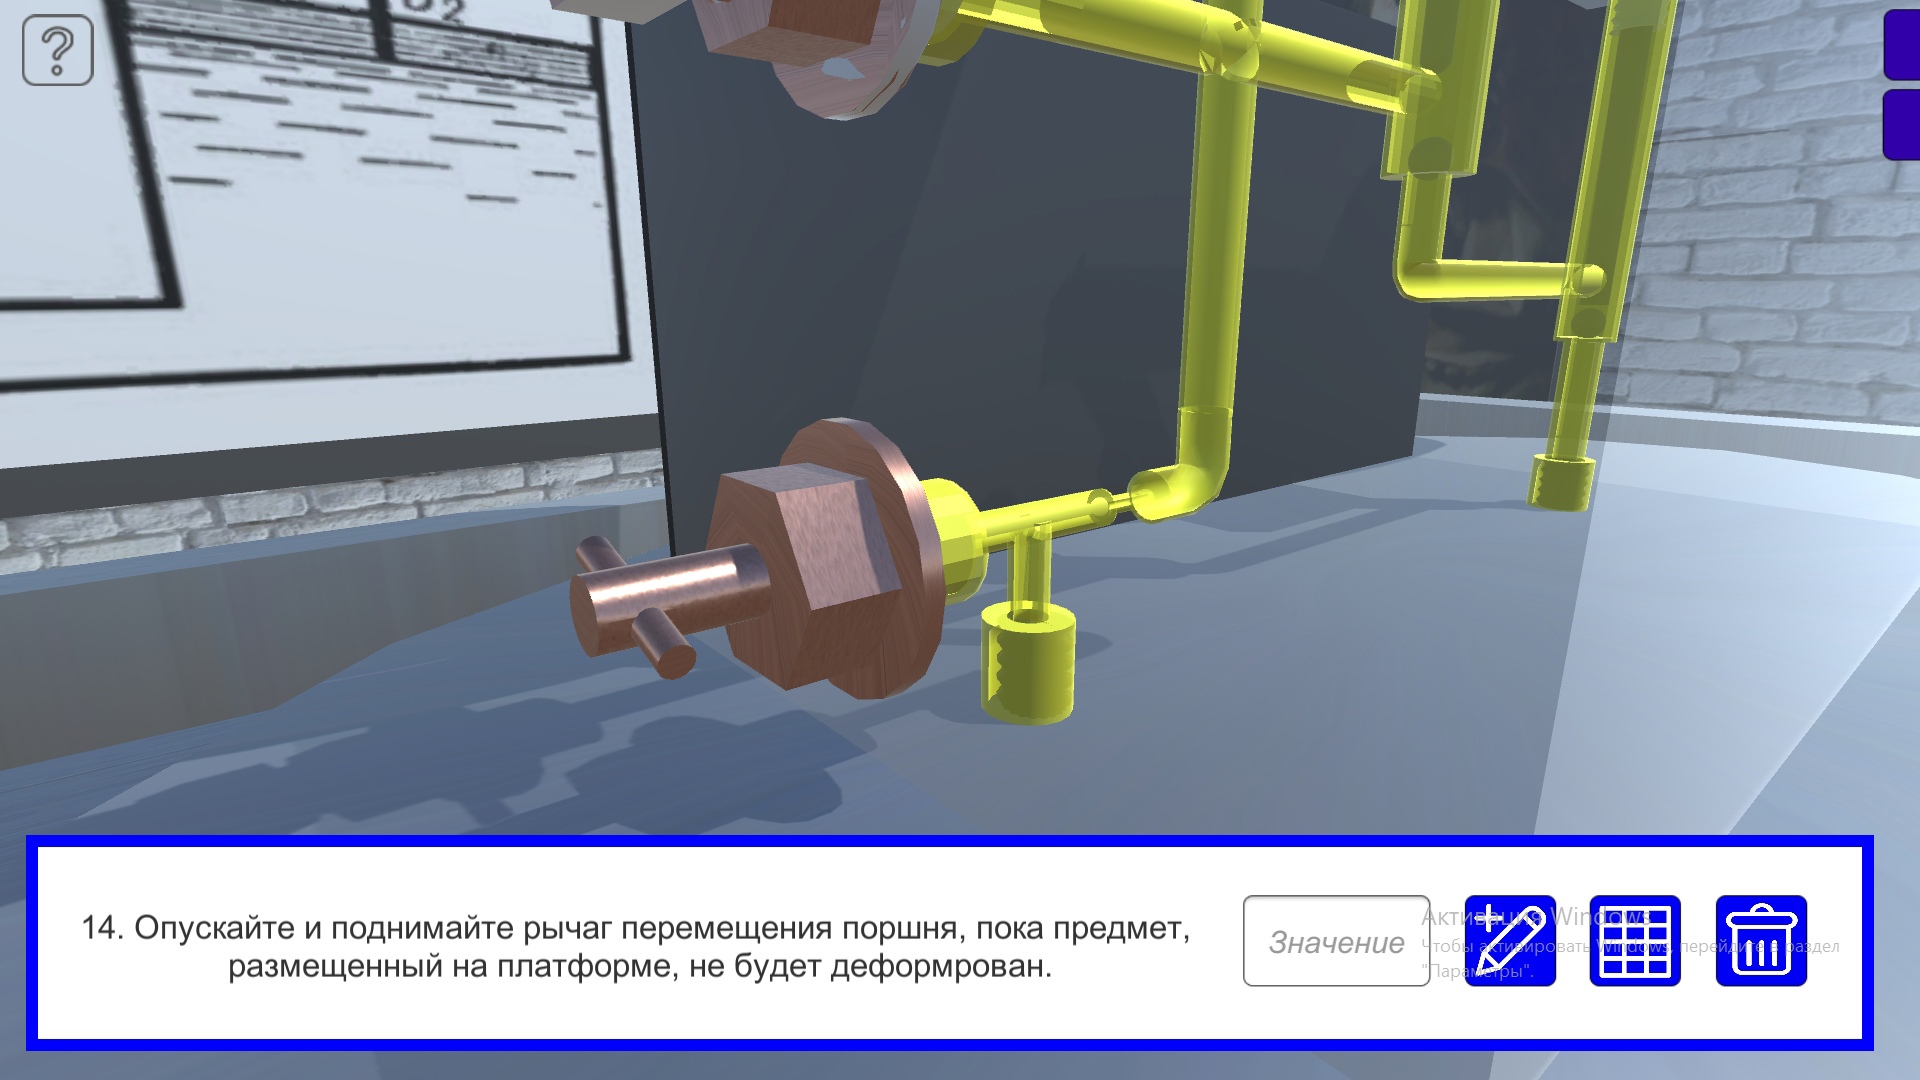 14. Опускайте и поднимайте рычаг перемещения поршня, пока предмет,
размещенный на платформе, не будет деформрован.
Значение
Активация Windows
Чтобы активировать Windows, перейдите в раздел
"Параметры".